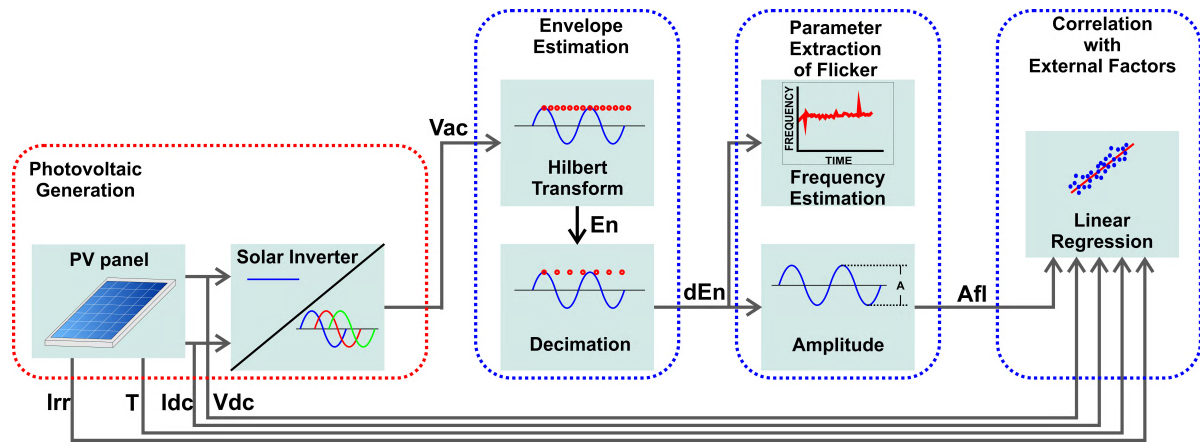 Photovoltaic
Generation
PV panel
Solar Inverter
Irr
T
Idc
Vdc
Vac
Envelope
Estimation
Hilbert
Transform
En
Decimation
dEn
Parameter
Extraction
of Flicker
FREQUENCY
TIME
Frequency
Estimation
A
Amplitude
Afl
Correlation
with
External Factors
Linear
Regression